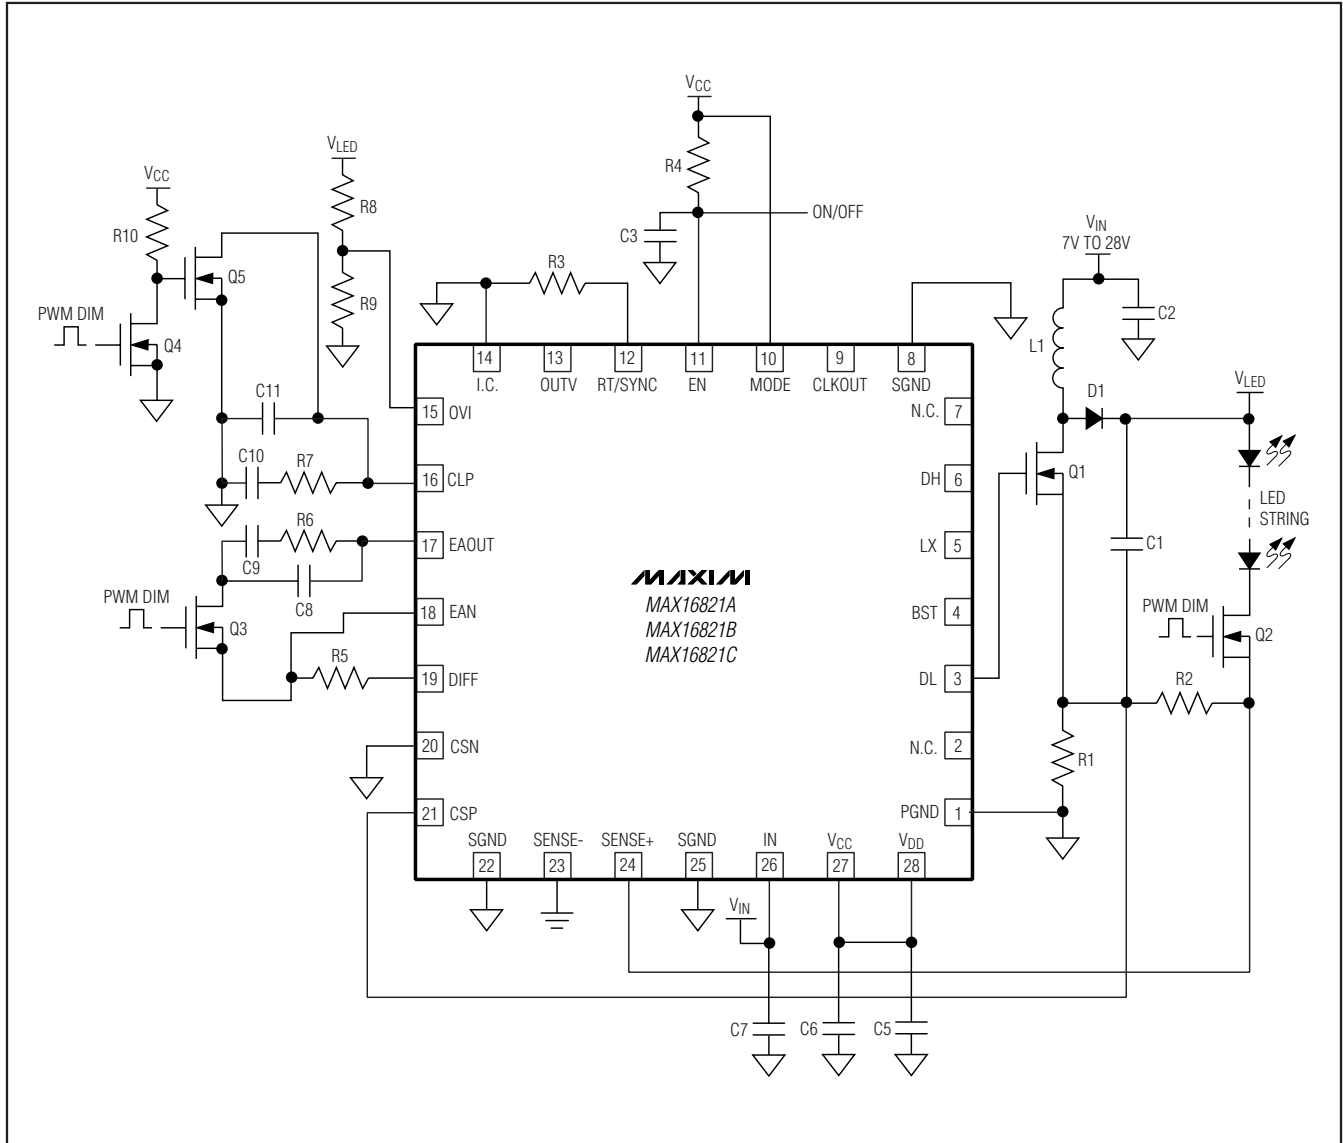 VCC
R4
C3
ON/OFF
VLED
R8
R9
VCC
R10
Q5
PWM DIM
Q4
R3
C11
C10
R7
R6
C9
C8
PWM DIM
Q3
R5
VIN
7V TO 28V
C2
L1
D1
VLED
Q1
C1
LED
STRING
PWM DIM
Q2
R2
R1
14
13
12
11
10
9
8
I.C.
OUTV
RT/SYNC
EN
MODE
CLKOUT
SGND
15 OVI
16 CLP
17 EAOUT
18 EAN
19 DIFF
20 CSN
21 CSP
N.C. 7
DH 6
LX 5
BST 4
DL 3
N.C. 2
PGND 1
MAXIM
MAX16821A
MAX16821B
MAX16821C
SGND
SENSE-
SENSE+
SGND
IN
VCC
VDD
22
23
24
25
26
27
28
VIN
C7
C6
C5